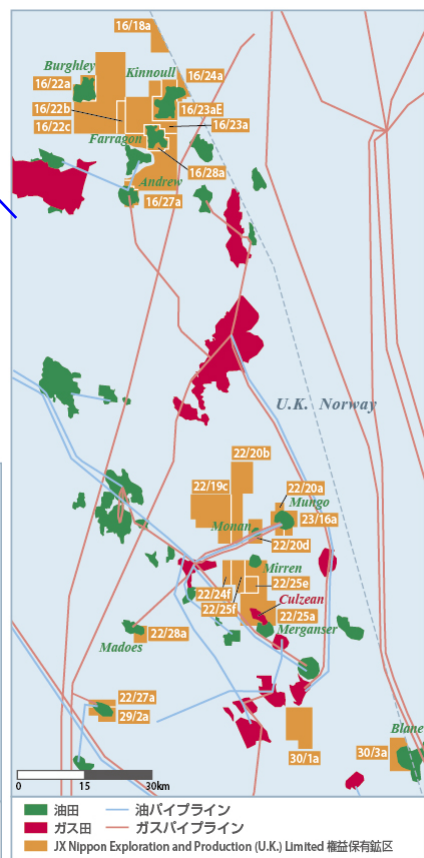 16/18a
Burghley
Kinnoull
16/24a
16/22a
16/23aE
16/22b
16/23a
16/22c
Farragon
16/28a
Andrew
16/27a
U.K. Norway
22/20b
22/20a
22/19c
Mungo
23/16a
Monan
22/20d
Mirren
22/24f
22/25e
Culzean
22/25f
22/25a
Merganser
22/28a
Madoes
22/27a
29/2a
Blane
30/3a
30/1a
0 15 30km
油田 油パイプライン
ガス田 ガスパイプライン
JX Nippon Exploration and Production (U.K.) Limited 権益保有鉱区